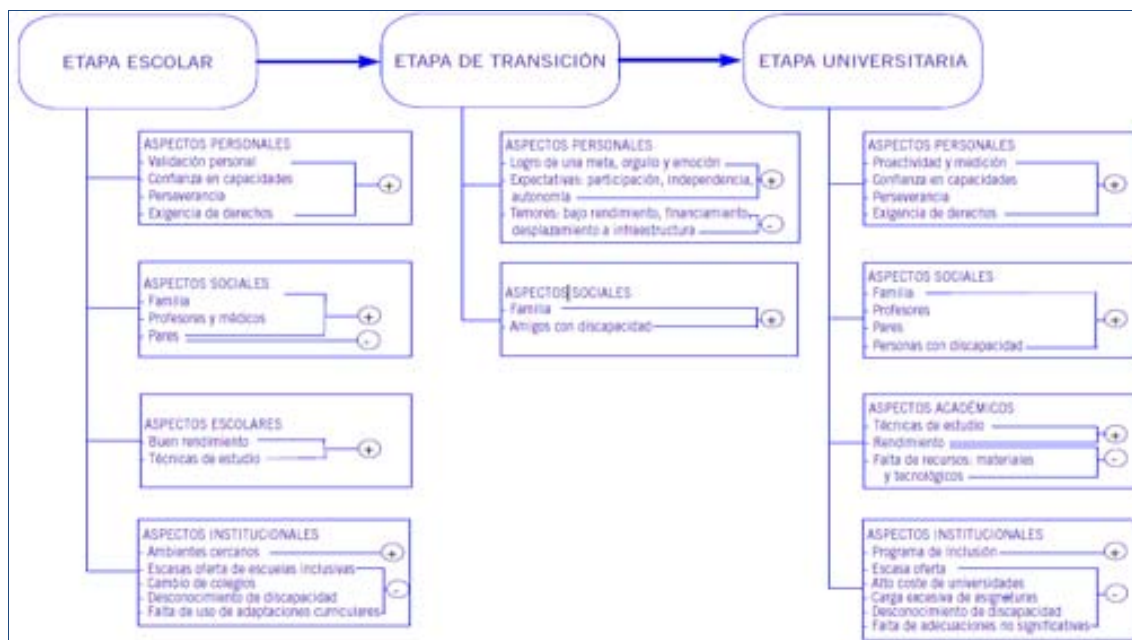 ETAPA ESCOLAR
ETAPA DE TRANSICIÓN
ETAPA UNIVERSITARIA
ASPECTOS PERSONALES
- Validación personal
- Confianza en capacidades
- Perseverancia
- Exigencia de derechos
+
ASPECTOS SOCIALES
- Familia
- Profesores y médicos
- Pares
+
-
ASPECTOS ESCOLARES
- Buen rendimiento
- Técnicas de estudio
+
ASPECTOS INSTITUCIONALES
- Ambientes cercanos
- Escasas oferta de escuelas inclusivas
- Cambio de colegios
- Desconocimiento de discapacidad
- Falta de uso de adaptaciones curriculares
+
-
ASPECTOS PERSONALES
- Logro de una meta, orgullo y emoción
- Expectativas: participación, independencia,
autonomía
- Temores: bajo rendimiento, financiamiento,
desplazamiento a infraestructura
+
-
ASPECTOS SOCIALES
- Familia
- Amigos con discapacidad
+
ASPECTOS PERSONALES
- Proactividad y medición
- Confianza en capacidades
- Perseverancia
- Exigencia de derechos
+
ASPECTOS SOCIALES
- Familia
- Profesores
- Pares
- Personas con discapacidad
+
ASPECTOS ACADÉMICOS
- Técnicas de estudio
- Rendimiento
- Falta de recursos: materiales
y tecnológicos
+
-
ASPECTOS INSTITUCIONALES
- Programa de inclusión
- Escasa oferta
- Alto coste de universidades
- Carga excesiva de asignaturas
- Desconocimiento de discapacidad
- Falta de adecuaciones no significativas
+
-